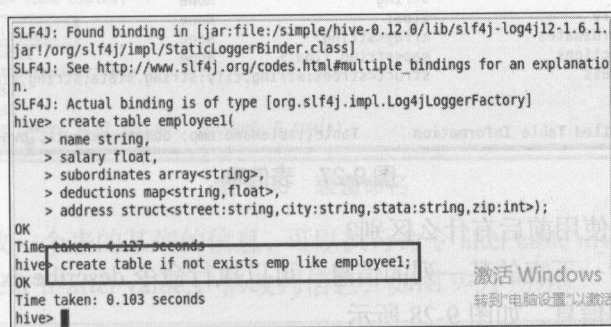 SLF4J: Found binding in [jar:file:/simple/hive-0.12.0/lib/slf4j-log4j12-1.6.1.
jar!/org/slf4j/impl/StaticLoggerBinder.class]
SLF4J: See http://www.slf4j.org/codes.html#multiple_bindings for an explanatio
n.
SLF4J: Actual binding is of type [org.slf4j.impl.Log4jLoggerFactory]
hive> create table employee1(
> name string,
> salary float,
> subordinates array<string>,
> deductions map<string,float>,
> address struct<street:string,city:string,stata:string,zip:int>);
OK
Time taken: 4.127 seconds
hive> create table if not exists emp like employee1;
OK
Time taken: 0.103 seconds
hive>
激活 Windows
转到"电脑设置"以激活